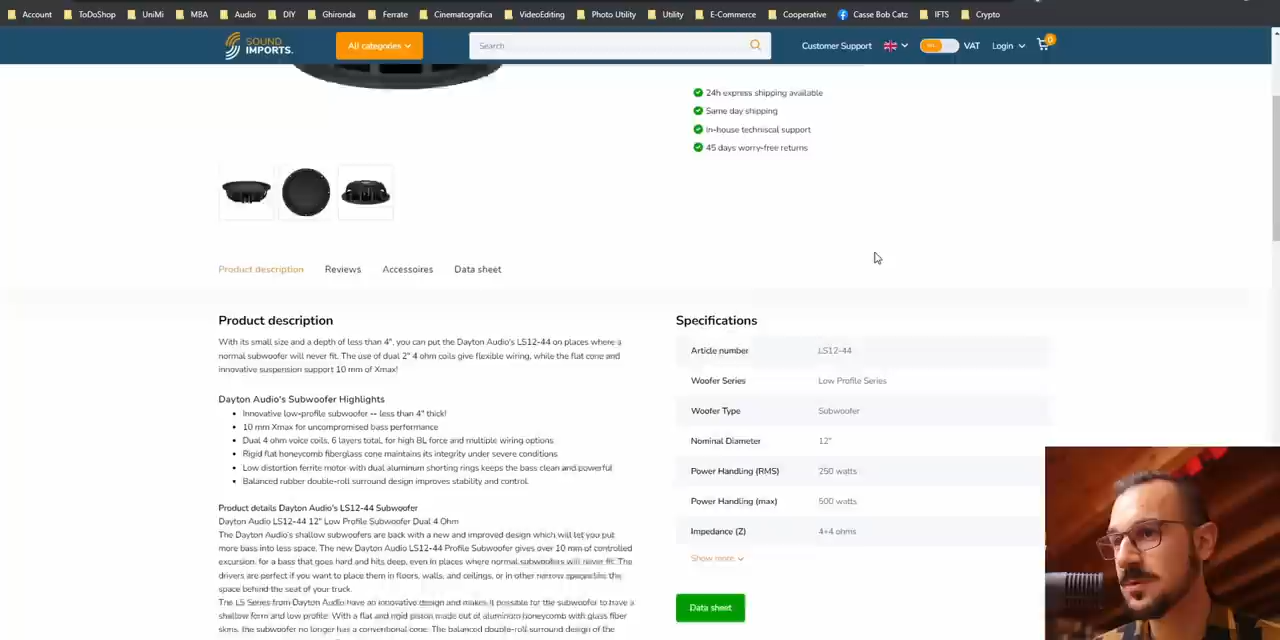 Account ToDoShop UniMi MBA Audio DIY Ghironda Ferrate Cinematografica VideoEditing Photo Utility Utility E-Commerce Cooperative Casse Bob Catz IFTS Crypto
SOUND IMPORTS. All categories Search Customer Support VAT Login 0
24h express shipping available
Same day shipping
In-house techniscal support
45 days worry-free returns
Product description Reviews Accessoires Data sheet
Product description
With its small size and a depth of less than 4", you can put the Dayton Audio's LS12-44 on places where a
normal subwoofer will never fit. The use of dual 2" 4 ohm coils give flexible wiring, while the flat cone and
innovative suspension support 10 mm of Xmax!
Dayton Audio's Subwoofer Highlights
Innovative low-profile subwoofer -- less than 4" thick!
10 mm Xmax for uncompromised bass performance
Dual 4 ohm voice coils, 6 layers total, for high BL force and multiple wiring options
Rigid flat honeycomb fiberglass cone maintains its integrity under severe conditions
Low distortion ferrite motor with dual aluminum shorting rings keeps the bass clean and powerful
Balanced rubber double-roll surround design improves stability and control.
Product details Dayton Audio's LS12-44 Subwoofer
Dayton Audio LS12-44 12" Low Profile Subwoofer Dual 4 Ohm
The Dayton Audio's shallow subwoofers are back with a new and improved design which will let you put
more bass into less space. The new Dayton Audio LS12-44 Profile Subwoofer gives over 10 mm of controlled
excursion, for a bass that goes hard and hits deep, even in places where normal subwoofers will never fit. The
drivers are perfect if you want to place them in floors, walls, and ceilings, or in other narrow spaces like the
space behind the seat of your truck.
The LS Series from Dayton Audio have an innovative design and makes it possible for the subwoofer to have a
shallow form and low profile. With a flat and rigid piston made out of aluminum honeycomb with glass fiber
skins, the subwoofer no longer has a conventional cone. The balanced double-roll surround design of the
Specifications
Article number LS12-44
Woofer Series Low Profile Series
Woofer Type Subwoofer
Nominal Diameter 12"
Power Handling (RMS) 250 watts
Power Handling (max) 500 watts
Impedance (Z) 4+4 ohms
Show more
Data sheet